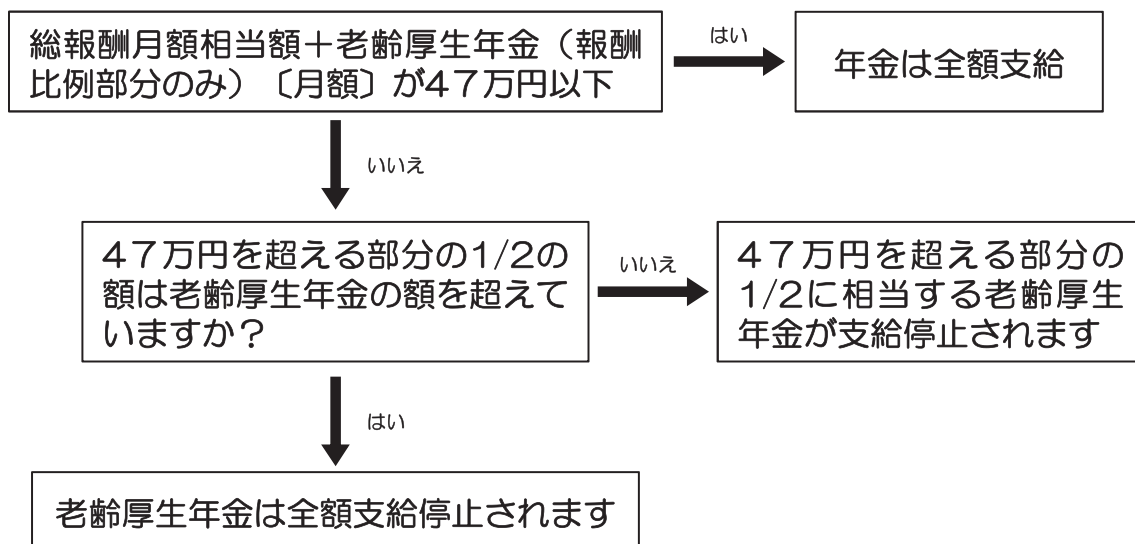 総報酬月額相当額＋老齢厚生年金（報酬
比例部分のみ）〔月額〕が４７万円以下
はい
年金は全額支給
いいえ
４７万円を超える部分の1/2の
額は老齢厚生年金の額を超えて
いますか？
いいえ
４７万円を超える部分の
1/2に相当する老齢厚生
年金が支給停止されます
はい
老齢厚生年金は全額支給停止されます